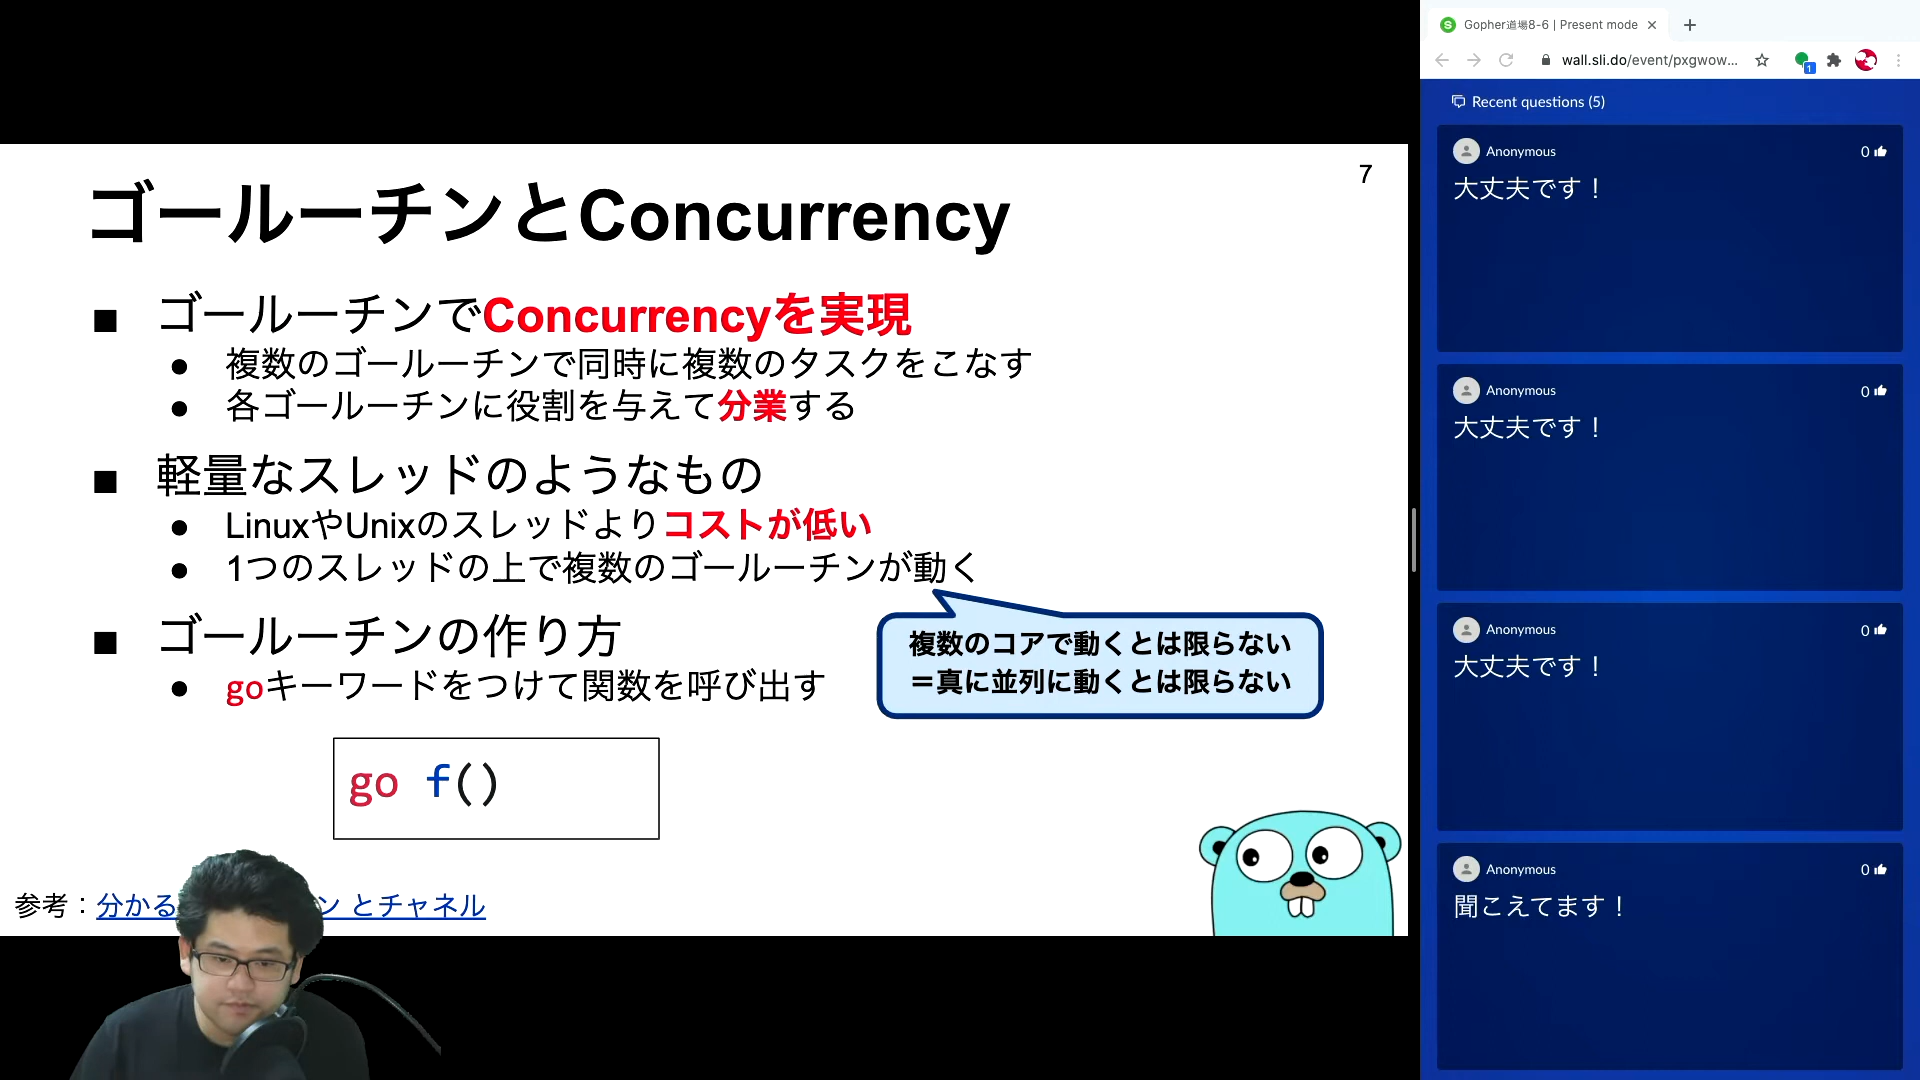 7
ゴールーチンとConcurrency
■ ゴールーチンでConcurrencyを実現
● 複数のゴールーチンで同時に複数のタスクをこなす
● 各ゴールーチンに役割を与えて分業する
■ 軽量なスレッドのようなもの
● LinuxやUnixのスレッドよりコストが低い
● 1つのスレッドの上で複数のゴールーチンが動く
複数のコアで動くとは限らない
＝真に並列に動くとは限らない
■ ゴールーチンの作り方
● goキーワードをつけて関数を呼び出す
go f()
参考：分かる ン とチャネル
Gopher道場8-6 | Present mode
wall.sli.do/event/pxgwow...
1
Recent questions (5)
Anonymous 0
大丈夫です！
Anonymous 0
大丈夫です！
Anonymous 0
大丈夫です！
Anonymous 0
聞こえてます！